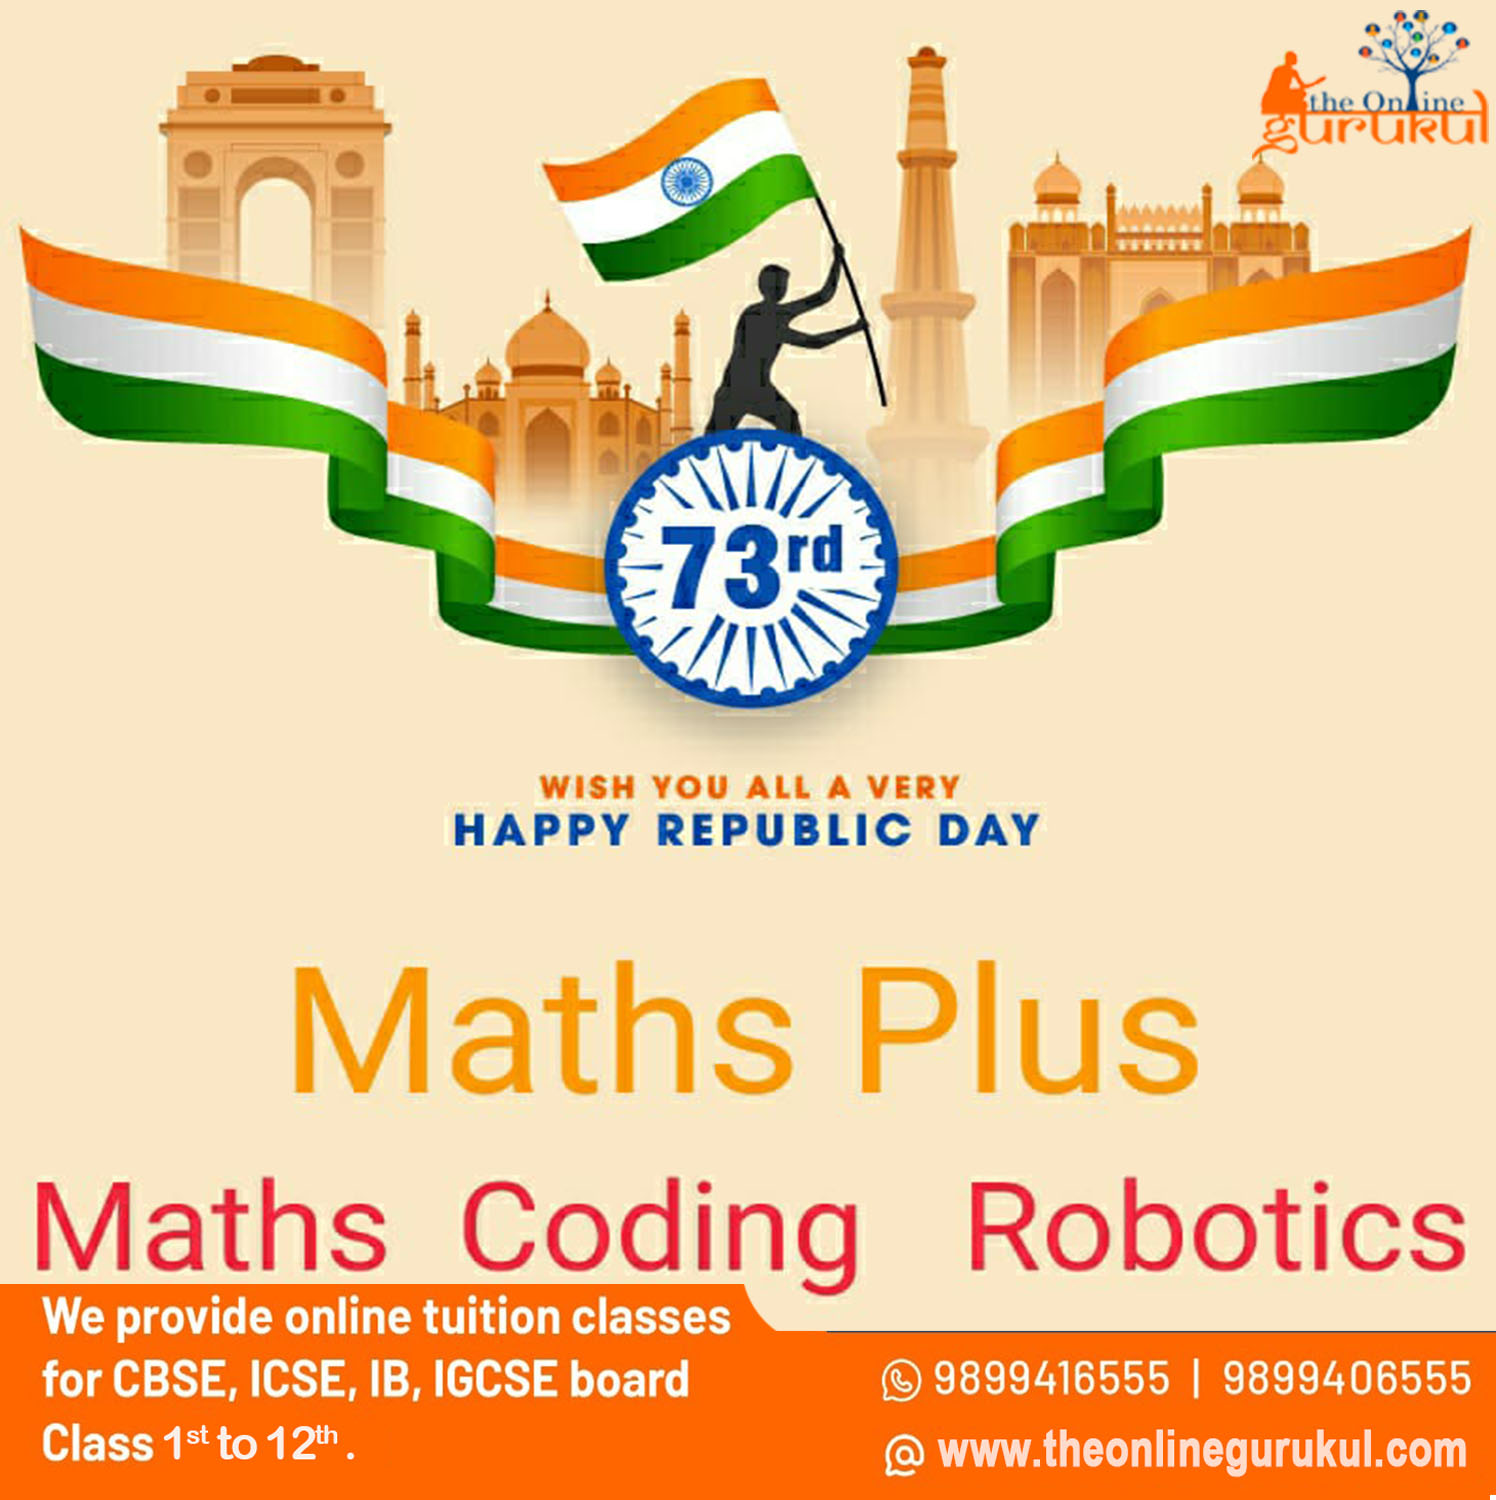 the Online
gurukul
73rd
WISH YOU ALL A VERY
HAPPY REPUBLIC DAY
Maths Plus
Maths Coding Robotics
We provide online tuition classes
for CBSE, ICSE, IB, IGCSE board
Class 1st to 12th .
9899416555 | 9899406555
@ www.theonlinegurukul.com